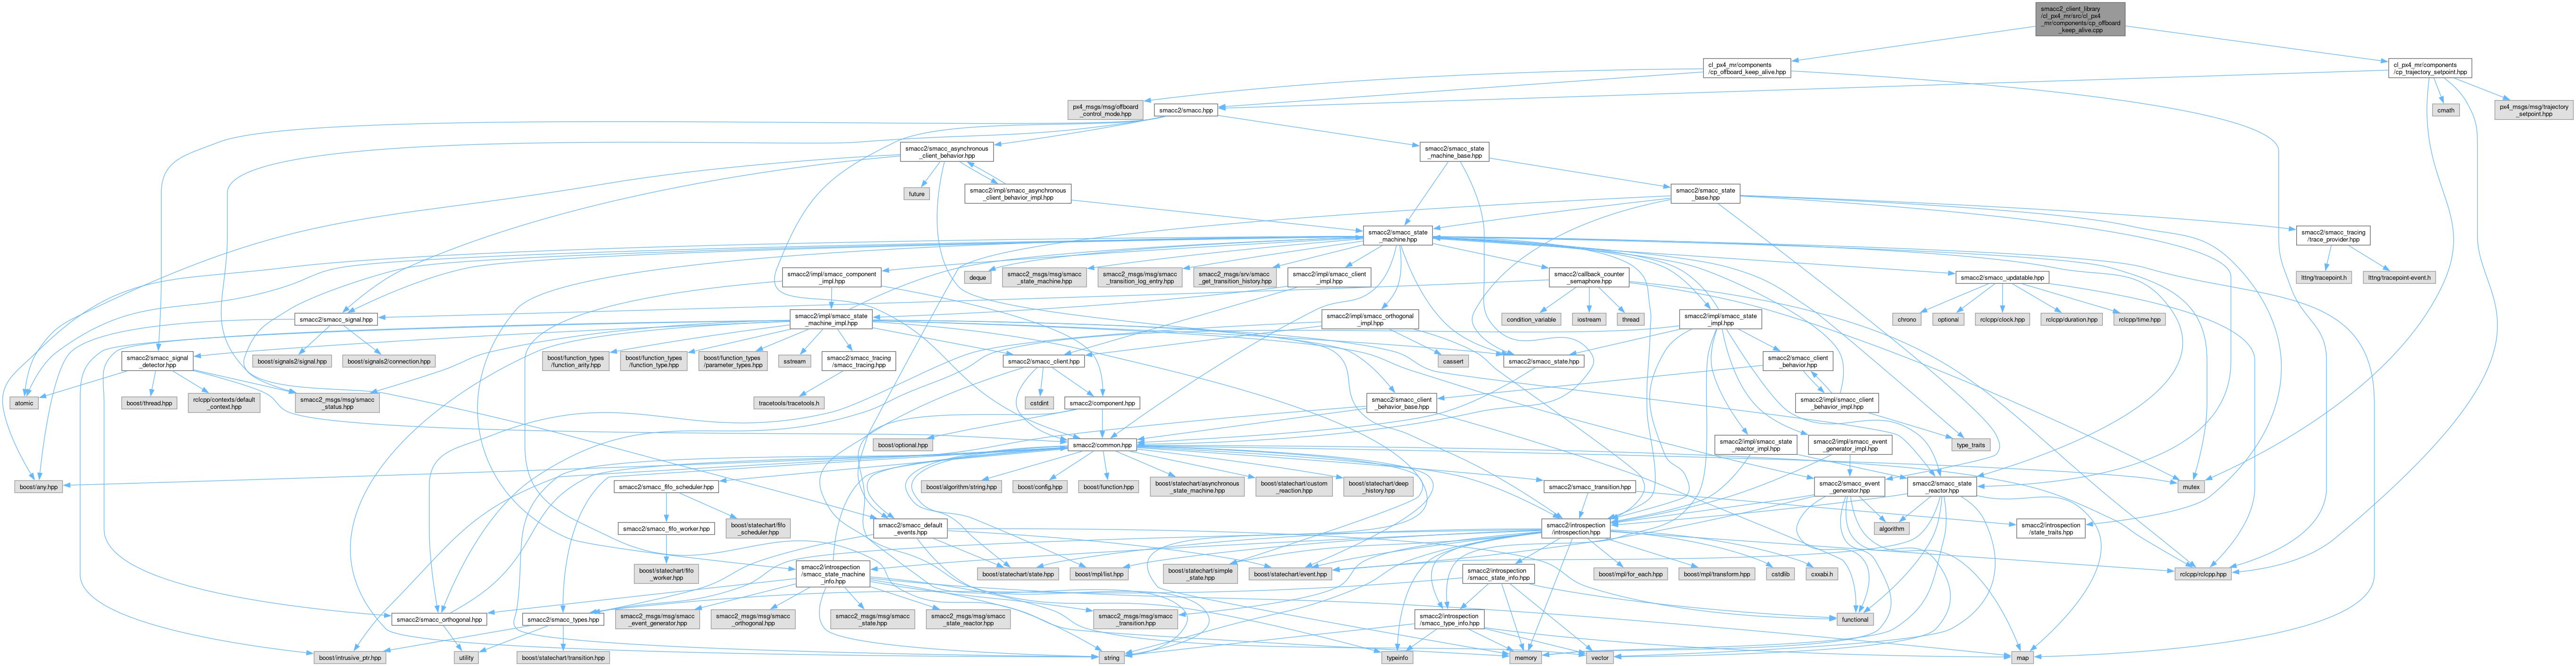 smacc2_client_library
/cl_px4_mr/src/cl_px4
_mr/components/cp_offboard
_keep_alive.cpp
cl_px4_mr/components
/cp_offboard_keep_alive.hpp
cl_px4_mr/components
/cp_trajectory_setpoint.hpp
px4_msgs/msg/offboard
_control_mode.hpp
smacc2/smacc.hpp
cmath
px4_msgs/msg/trajectory
_setpoint.hpp
smacc2/smacc_asynchronous
_client_behavior.hpp
smacc2/smacc_state
_machine_base.hpp
future
smacc2/impl/smacc_asynchronous
_client_behavior_impl.hpp
smacc2/smacc_state
_base.hpp
smacc2/smacc_state
_machine.hpp
smacc2/smacc_tracing
/trace_provider.hpp
smacc2/impl/smacc_component
_impl.hpp
deque
smacc2_msgs/msg/smacc
_state_machine.hpp
smacc2_msgs/msg/smacc
_transition_log_entry.hpp
smacc2_msgs/srv/smacc
_get_transition_history.hpp
smacc2/impl/smacc_client
_impl.hpp
smacc2/callback_counter
_semaphore.hpp
smacc2/smacc_updatable.hpp
lttng/tracepoint.h
lttng/tracepoint-event.h
smacc2/smacc_signal.hpp
smacc2/impl/smacc_state
_machine_impl.hpp
smacc2/impl/smacc_orthogonal
_impl.hpp
condition_variable
iostream
thread
smacc2/impl/smacc_state
_impl.hpp
chrono
optional
rclcpp/clock.hpp
rclcpp/duration.hpp
rclcpp/time.hpp
smacc2/smacc_signal
_detector.hpp
boost/signals2/signal.hpp
boost/signals2/connection.hpp
boost/function_types
/function_arity.hpp
boost/function_types
/function_type.hpp
boost/function_types
/parameter_types.hpp
sstream
smacc2/smacc_tracing
/smacc_tracing.hpp
smacc2/smacc_client.hpp
cassert
smacc2/smacc_state.hpp
smacc2/smacc_client
_behavior.hpp
atomic
boost/thread.hpp
rclcpp/contexts/default
_context.hpp
smacc2_msgs/msg/smacc
_status.hpp
tracetools/tracetools.h
cstdint
smacc2/component.hpp
smacc2/smacc_client
_behavior_base.hpp
smacc2/impl/smacc_client
_behavior_impl.hpp
boost/optional.hpp
smacc2/common.hpp
smacc2/impl/smacc_state
_reactor_impl.hpp
smacc2/impl/smacc_event
_generator_impl.hpp
type_traits
boost/any.hpp
smacc2/smacc_fifo_scheduler.hpp
boost/algorithm/string.hpp
boost/config.hpp
boost/function.hpp
boost/statechart/asynchronous
_state_machine.hpp
boost/statechart/custom
_reaction.hpp
boost/statechart/deep
_history.hpp
smacc2/smacc_transition.hpp
smacc2/smacc_event
_generator.hpp
smacc2/smacc_state
_reactor.hpp
mutex
smacc2/smacc_fifo_worker.hpp
boost/statechart/fifo
_scheduler.hpp
smacc2/smacc_default
_events.hpp
smacc2/introspection
/introspection.hpp
algorithm
smacc2/introspection
/state_traits.hpp
boost/statechart/fifo
_worker.hpp
smacc2/introspection
/smacc_state_machine
_info.hpp
boost/statechart/state.hpp
boost/mpl/list.hpp
boost/statechart/simple
_state.hpp
boost/statechart/event.hpp
smacc2/introspection
/smacc_state_info.hpp
boost/mpl/for_each.hpp
boost/mpl/transform.hpp
cstdlib
cxxabi.h
rclcpp/rclcpp.hpp
smacc2/smacc_orthogonal.hpp
smacc2/smacc_types.hpp
smacc2_msgs/msg/smacc
_event_generator.hpp
smacc2_msgs/msg/smacc
_orthogonal.hpp
smacc2_msgs/msg/smacc
_state.hpp
smacc2_msgs/msg/smacc
_state_reactor.hpp
smacc2_msgs/msg/smacc
_transition.hpp
smacc2/introspection
/smacc_type_info.hpp
functional
boost/intrusive_ptr.hpp
utility
boost/statechart/transition.hpp
string
typeinfo
memory
vector
map